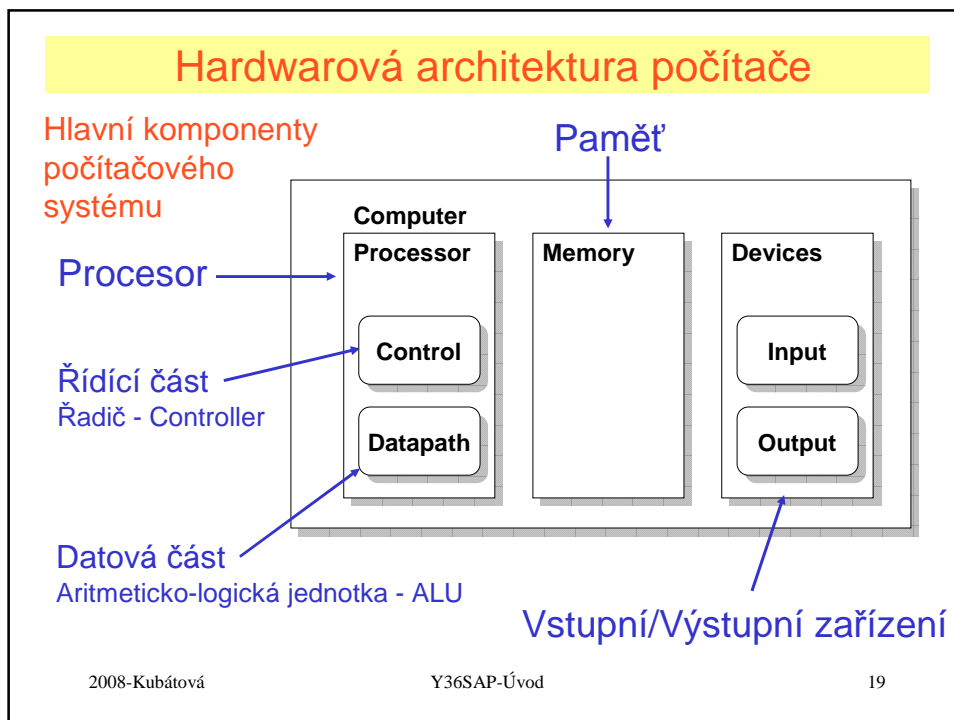 Hardwarová architektura počítače
Hlavní komponenty
počítačového
systému
Paměť
Computer
Processor
Memory
Devices
Procesor
Control
Input
Řídící část
Řadič - Controller
Datapath
Output
Datová část
Aritmeticko-logická jednotka - ALU
Vstupní/Výstupní zařízení
2008-Kubátová
Y36SAP-Úvod
19